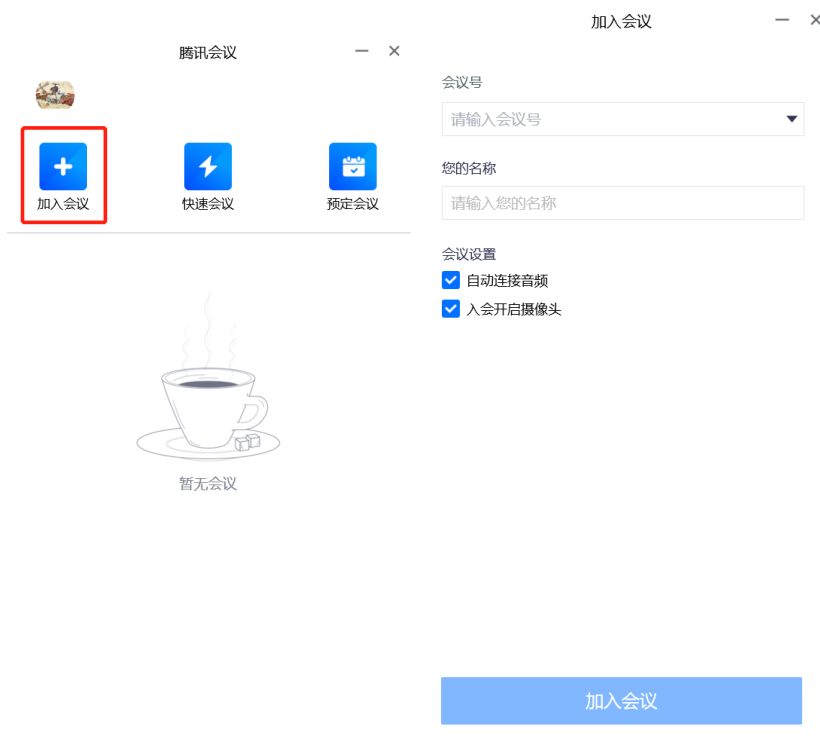 腾讯会议
加入会议
快速会议
预定会议
暂无会议
加入会议
会议号
请输入会议号
您的名称
请输入您的名称
会议设置
自动连接音频
入会开启摄像头
加入会议